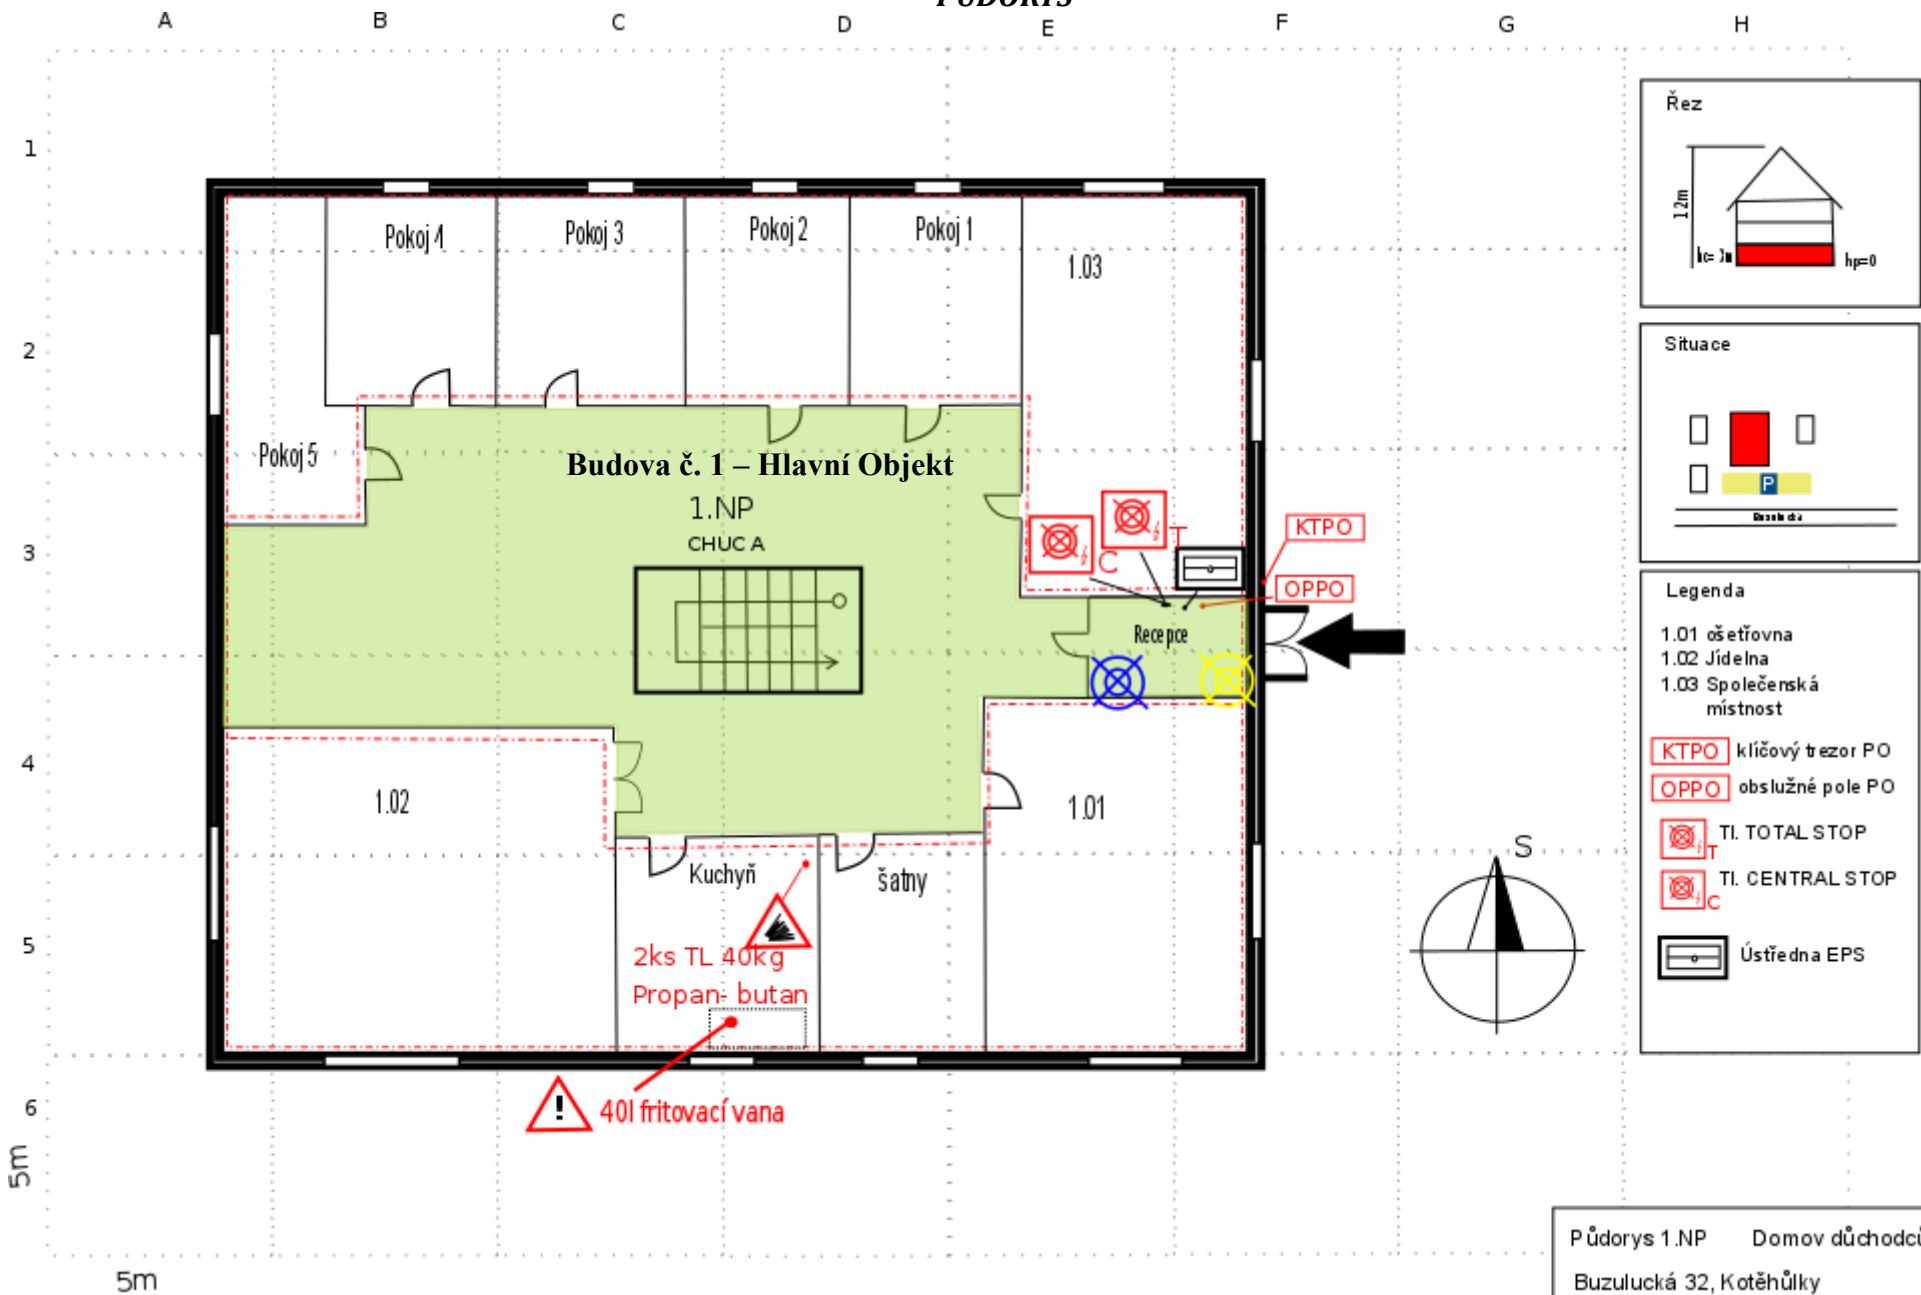 PŮDORYS
A B C D E F G H
1
2
3
4
5
6
5m
5m
Pokoj 4
Pokoj 3
Pokoj 2
Pokoj 1
1.03
Pokoj 5
Budova č. 1 – Hlavní Objekt
1.NP
CHUC A
C
T
KTPO
OPPO
Recepce
1.02
1.01
Kuchyň
šatny
2ks TL 40kg
Propan- butan
! 40l fritovací vana
S
Řez
12m
hp=0
Situace
P
Buzulucká
Legenda
1.01 ošetřovna
1.02 Jídelna
1.03 Společenská
místnost
KTPO klíčový trezor PO
OPPO obslužné pole PO
T Tl. TOTAL STOP
C Tl. CENTRAL STOP
Ústředna EPS
Půdorys 1.NP Domov důchodců
Buzulucká 32, Kotěhůlky